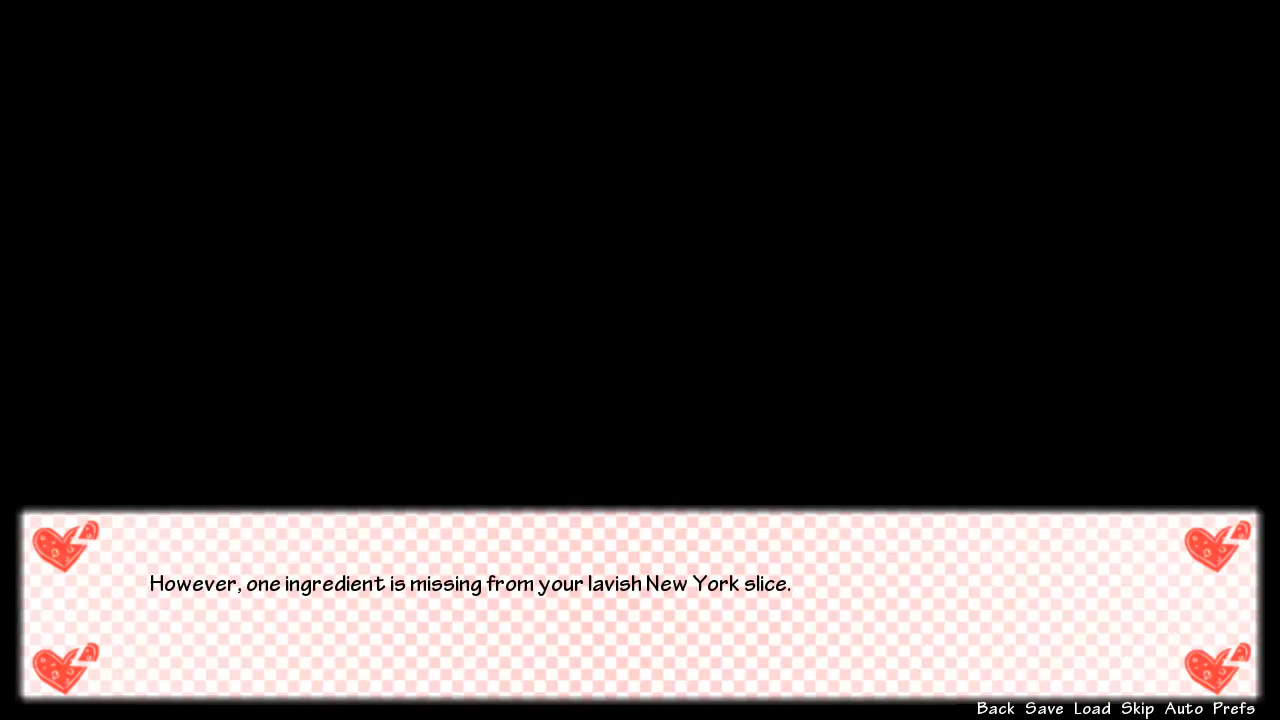 However, one ingredient is missing from your lavish New York slice.
Back Save Load Skip Auto Prefs